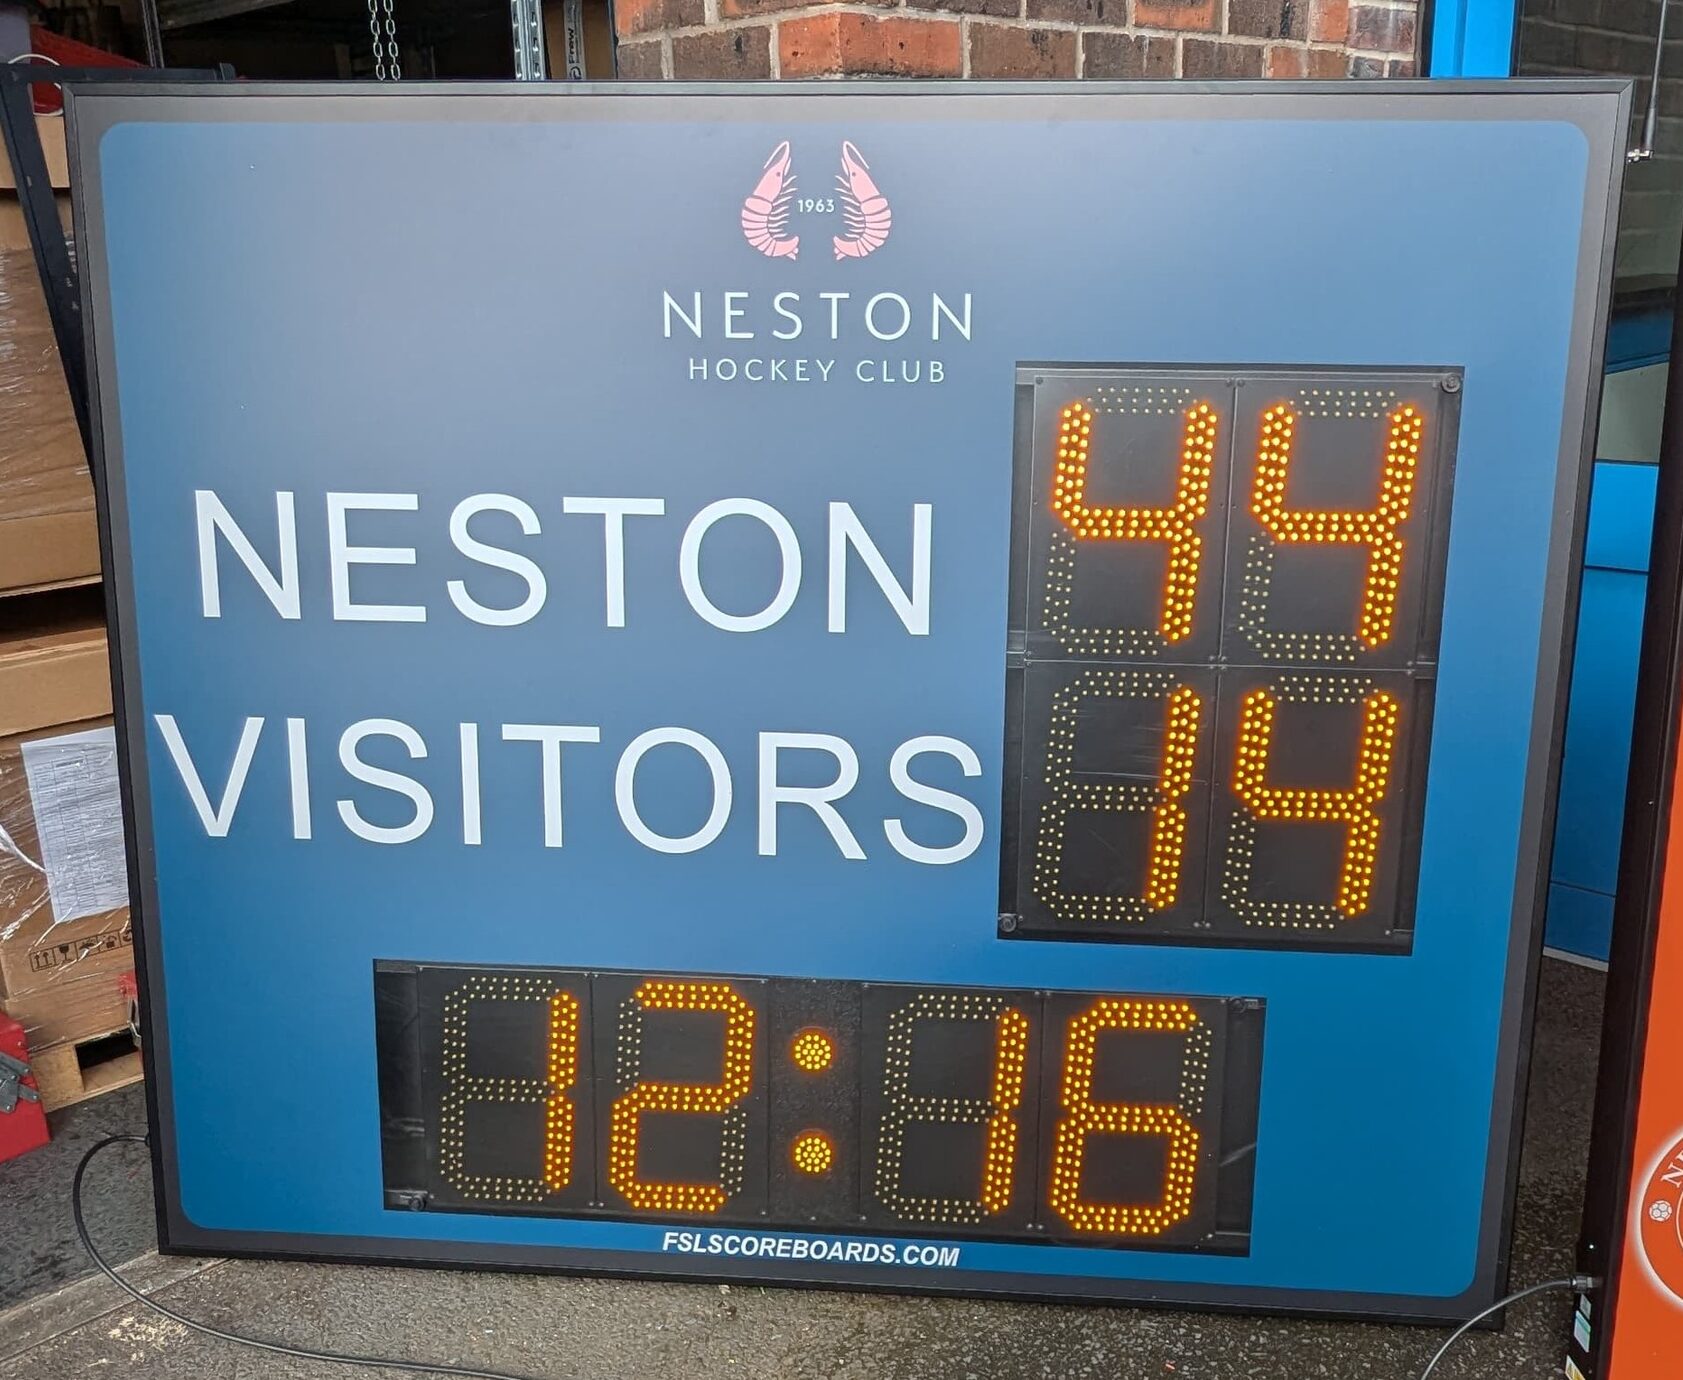 1963
NESTON
HOCKEY CLUB
NESTON 44
VISITORS 14
12:16
FSLSCOREBOARDS.COM